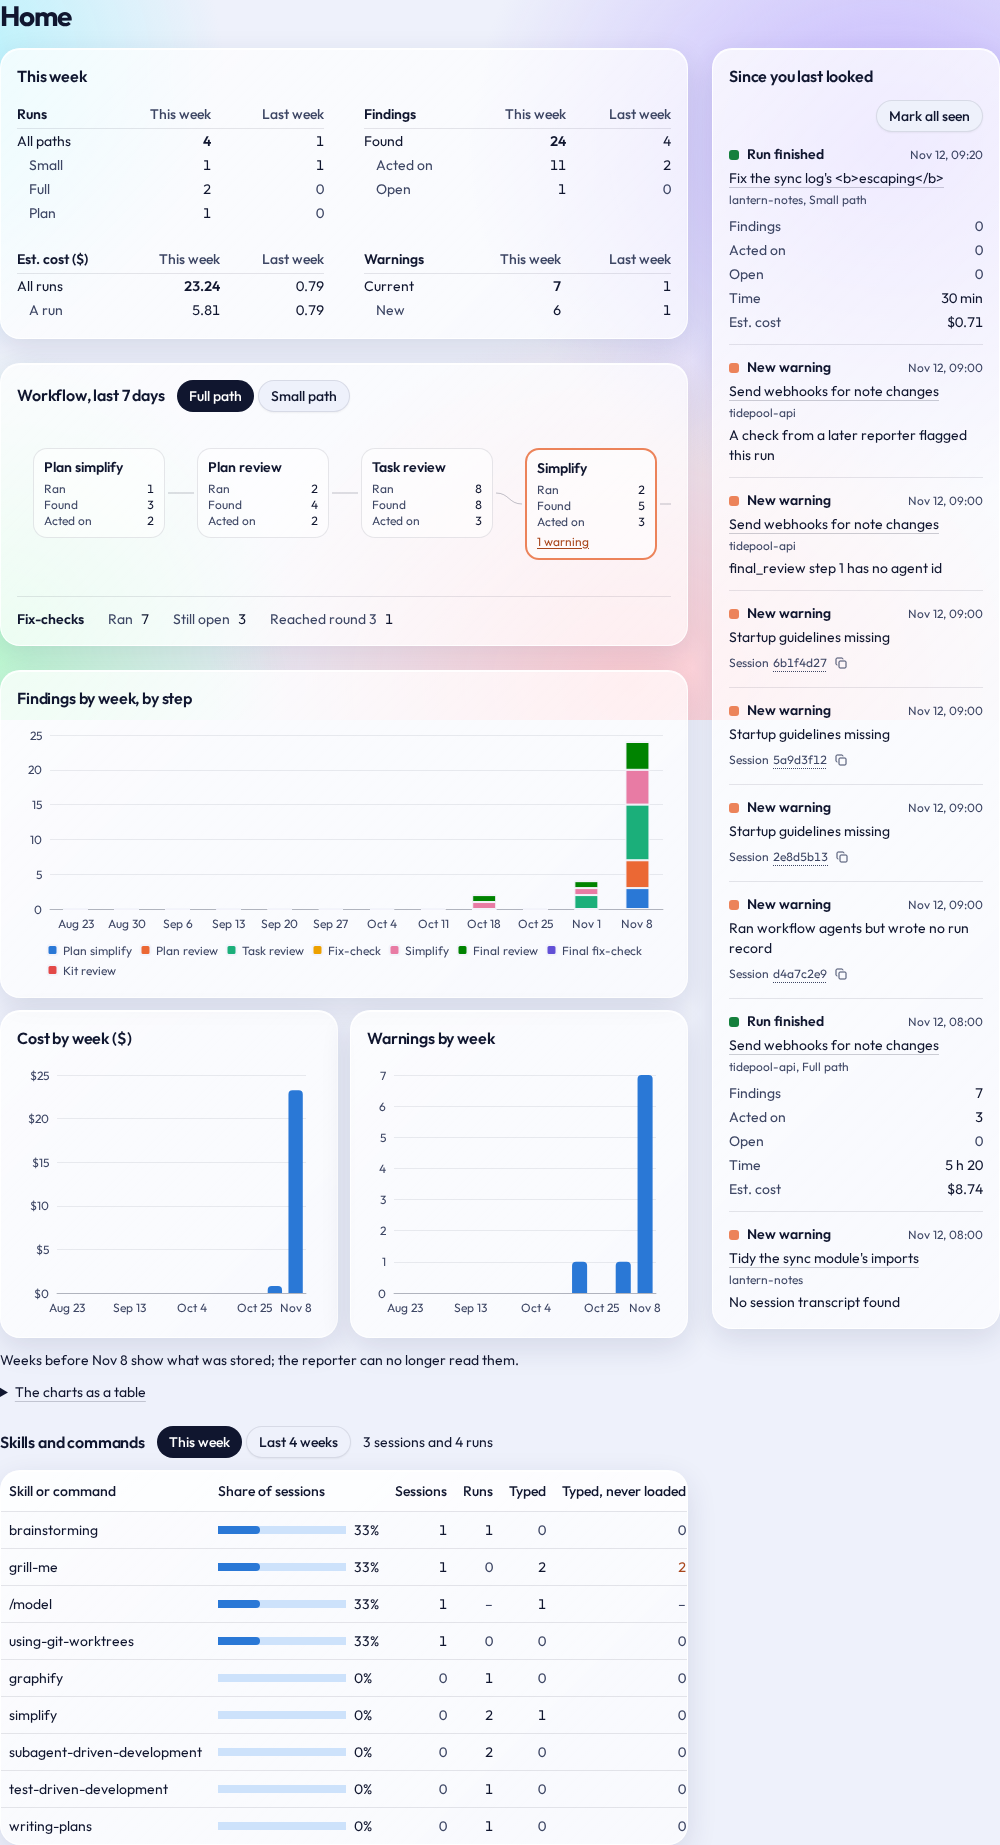 Home
This week
Runs This week Last week
All paths 4 1
Small 1 1
Full 2 0
Plan 1 0
Findings This week Last week
Found 24 4
Acted on 11 2
Open 1 0
Est. cost ($) This week Last week
All runs 23.24 0.79
A run 5.81 0.79
Warnings This week Last week
Current 7 1
New 6 1
Workflow, last 7 days Full path Small path
Plan simplify
Ran 1
Found 3
Acted on 2
Plan review
Ran 2
Found 4
Acted on 2
Task review
Ran 8
Found 8
Acted on 3
Simplify
Ran 2
Found 5
Acted on 3
1 warning
Fix-checks Ran 7 Still open 3 Reached round 3 1
Findings by week, by step
25
20
15
10
5
0
Aug 23 Aug 30 Sep 6 Sep 13 Sep 20 Sep 27 Oct 4 Oct 11 Oct 18 Oct 25 Nov 1 Nov 8
Plan simplify Plan review Task review Fix-check Simplify Final review Final fix-check
Kit review
Cost by week ($)
$25
$20
$15
$10
$5
$0
Aug 23 Sep 13 Oct 4 Oct 25 Nov 8
Warnings by week
7
6
5
4
3
2
1
0
Aug 23 Sep 13 Oct 4 Oct 25 Nov 8
Weeks before Nov 8 show what was stored; the reporter can no longer read them.
The charts as a table
Skills and commands This week Last 4 weeks 3 sessions and 4 runs
Skill or command Share of sessions Sessions Runs Typed Typed, never loaded
brainstorming 33% 1 1 0 0
grill-me 33% 1 0 2 2
/model 33% 1 – 1 –
using-git-worktrees 33% 1 0 0 0
graphify 0% 0 1 0 0
simplify 0% 0 2 1 0
subagent-driven-development 0% 0 2 0 0
test-driven-development 0% 0 1 0 0
writing-plans 0% 0 1 0 0
Since you last looked
Mark all seen
Run finished Nov 12, 09:20
Fix the sync log's <b>escaping</b>
lantern-notes, Small path
Findings 0
Acted on 0
Open 0
Time 30 min
Est. cost $0.71
New warning Nov 12, 09:00
Send webhooks for note changes
tidepool-api
A check from a later reporter flagged
this run
New warning Nov 12, 09:00
Send webhooks for note changes
tidepool-api
final_review step 1 has no agent id
New warning Nov 12, 09:00
Startup guidelines missing
Session 6b1f4d27
New warning Nov 12, 09:00
Startup guidelines missing
Session 5a9d3f12
New warning Nov 12, 09:00
Startup guidelines missing
Session 2e8d5b13
New warning Nov 12, 09:00
Ran workflow agents but wrote no run
record
Session d4a7c2e9
Run finished Nov 12, 08:00
Send webhooks for note changes
tidepool-api, Full path
Findings 7
Acted on 3
Open 0
Time 5 h 20
Est. cost $8.74
New warning Nov 12, 08:00
Tidy the sync module's imports
lantern-notes
No session transcript found